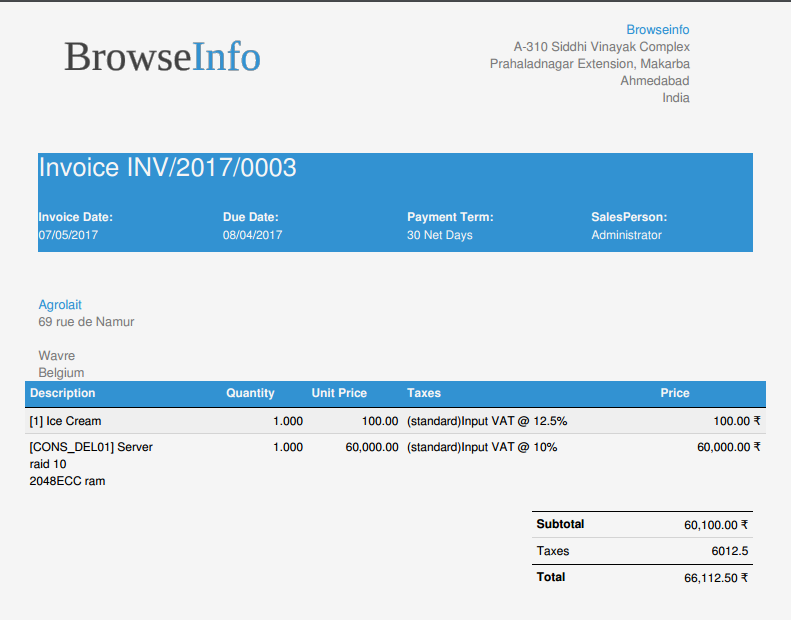 BrowseInfo
Browseinfo
A-310 Siddhi Vinayak Complex
Prahaladnagar Extension, Makarba
Ahmedabad
India
Invoice INV/2017/0003
Invoice Date: Due Date: Payment Term: SalesPerson:
07/05/2017 08/04/2017 30 Net Days Administrator
Agrolait
69 rue de Namur
Wavre
Belgium
Description Quantity Unit Price Taxes Price
[1] Ice Cream 1.000 100.00 (standard)Input VAT @ 12.5% 100.00 ₹
[CONS_DEL01] Server 1.000 60,000.00 (standard)Input VAT @ 10% 60,000.00 ₹
raid 10
2048ECC ram
Subtotal 60,100.00 ₹
Taxes 6012.5
Total 66,112.50 ₹